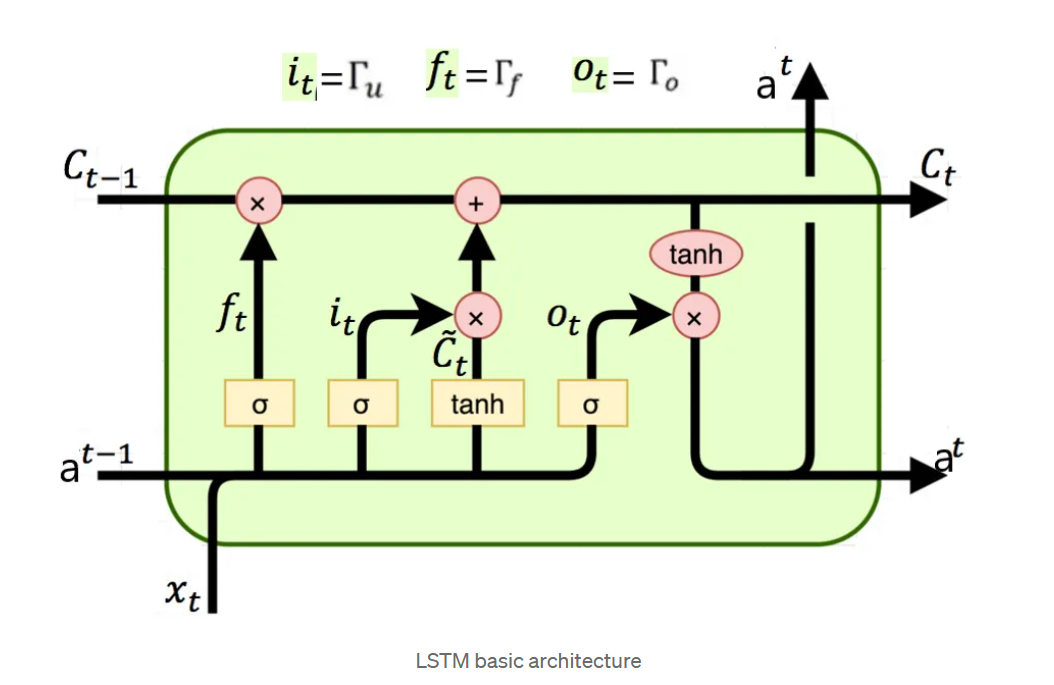 i_t=Γ_u f_t=Γ_f o_t= Γ_o
a^t
C_{t-1}
C_t
×
+
tanh
f_t
i_t
×
o_t
×
C̃_t
σ
σ
tanh
σ
a^{t-1}
a^t
x_t
LSTM basic architecture